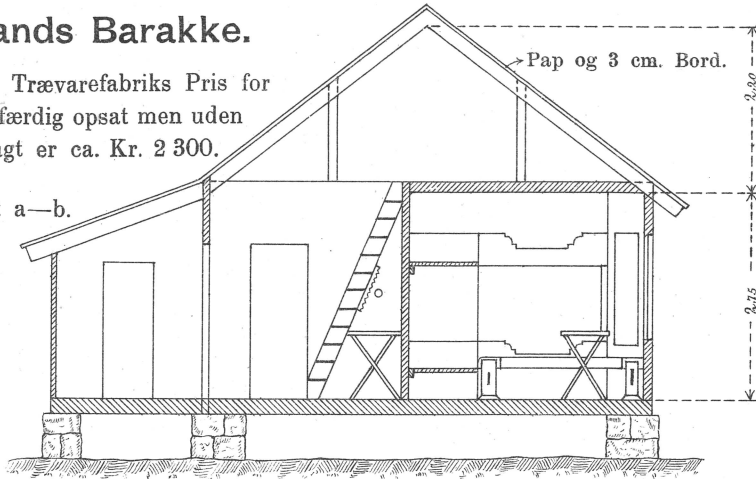 ands Barakke.
Trævarefabriks Pris for
færdig opsat men uden
agt er ca. Kr. 2 300.
a—b.
Pap og 3 cm. Bord.
2,20
2,75